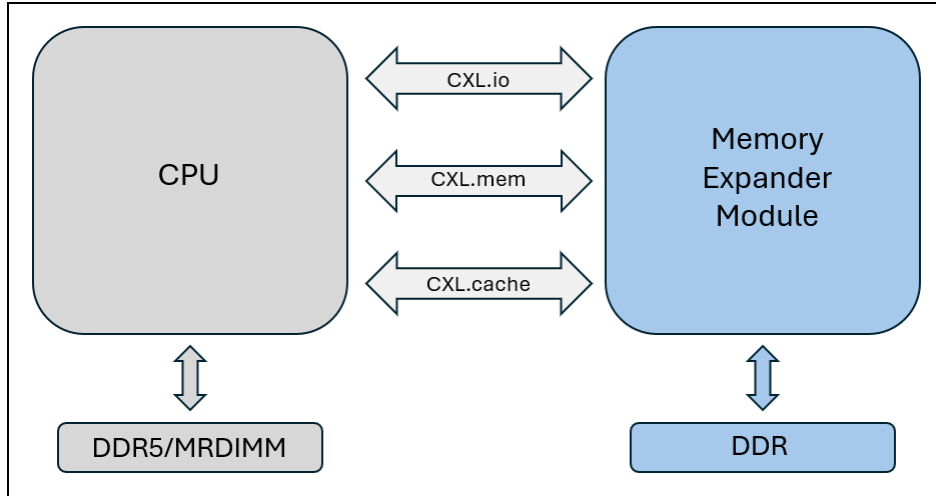 CPU
CXL.io
CXL.mem
CXL.cache
Memory
Expander
Module
DDR5/MRDIMM
DDR